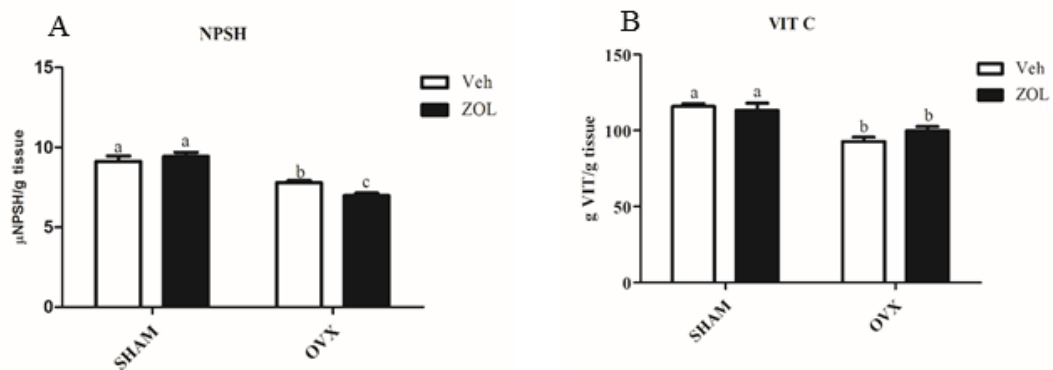 A
NPSH
15
10
5
0
μNPSH/g tissue
a
a
b
c
SHAM
OVX
Veh
ZOL
B
VIT C
150
100
50
0
g VIT/g tissue
a
a
b
b
SHAM
OVX
Veh
ZOL